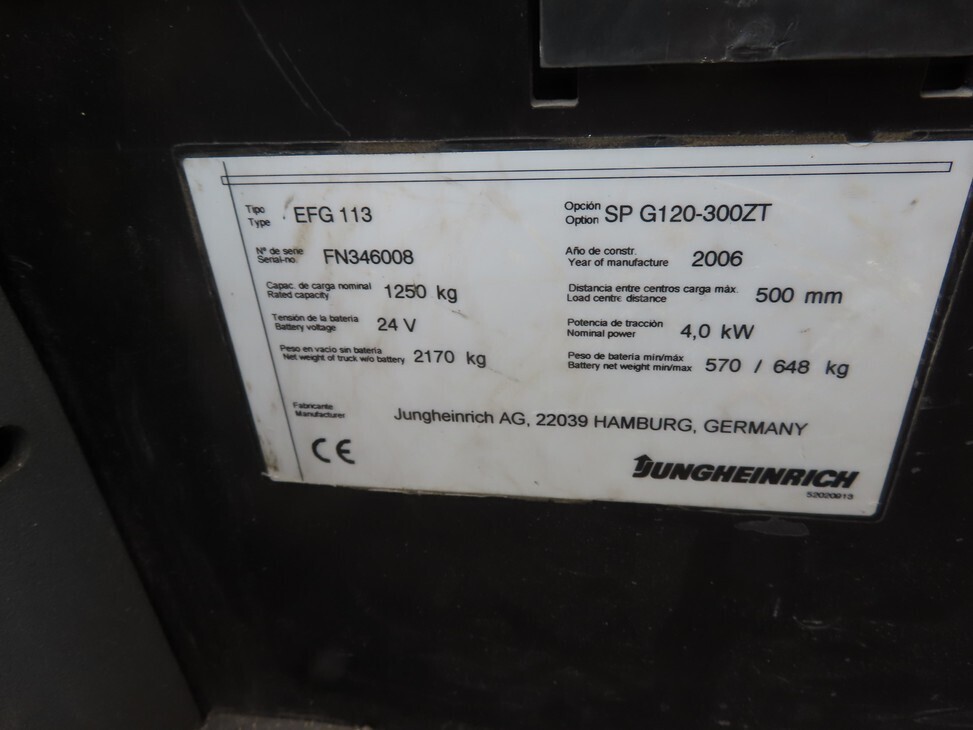 Tipo
Type EFG 113
Opción
Option SP G120-300ZT
Nº de serie
Serial-no. FN346008
Año de constr.
Year of manufacture 2006
Capac. de carga nominal
Rated capacity 1250 kg
Distancia entre centros carga máx.
Load centre distance 500 mm
Tensión de la batería
Battery voltage 24 V
Potencia de tracción
Nominal power 4,0 kW
Peso en vacío sin batería
Net weight of truck w/o battery 2170 kg
Peso de batería min/máx
Battery net weight min/max 570 / 648 kg
Fabricante
Manufacturer Jungheinrich AG, 22039 HAMBURG, GERMANY
CE
JUNGHEINRICH
52020913